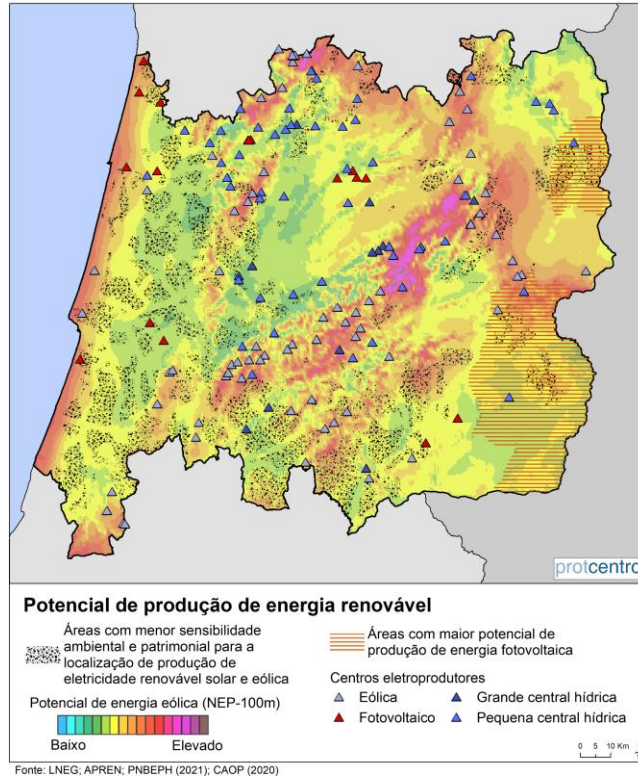 protcentro
Potencial de produção de energia renovável
Áreas com menor sensibilidade
ambiental e patrimonial para a
localização de produção de
eletricidade renovável solar e eólica
Potencial de energia eólica (NEP-100m)
Baixo Elevado
Áreas com maior potencial de
produção de energia fotovoltaica
Centros eletroprodutores
Eólica Grande central hídrica
Fotovoltaico Pequena central hídrica
0 5 10 Km
Fonte: LNEG; APREN; PNBEPH (2021); CAOP (2020)